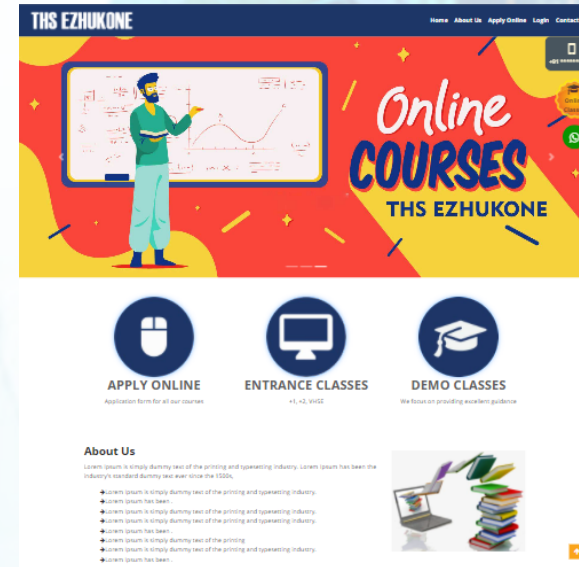 THS EZHUKONE
Home About Us Apply Online Login Contact
+91
Online
Classes
Online
COURSES
THS EZHUKONE
APPLY ONLINE
Application form for all our courses
ENTRANCE CLASSES
+1, +2, VHSE
DEMO CLASSES
We focus on providing excellent guidance
About Us
Lorem Ipsum is simply dummy text of the printing and typesetting industry. Lorem Ipsum has been the
industry's standard dummy text ever since the 1500s,
➔Lorem Ipsum is simply dummy text of the printing and typesetting industry.
➔Lorem Ipsum has been .
➔Lorem Ipsum is simply dummy text of the printing and typesetting industry.
➔Lorem Ipsum is simply dummy text of the printing and typesetting industry.
➔Lorem Ipsum has been .
➔Lorem Ipsum is simply dummy text of the printing
➔Lorem Ipsum is simply dummy text of the printing and typesetting industry.
➔Lorem Ipsum has been .